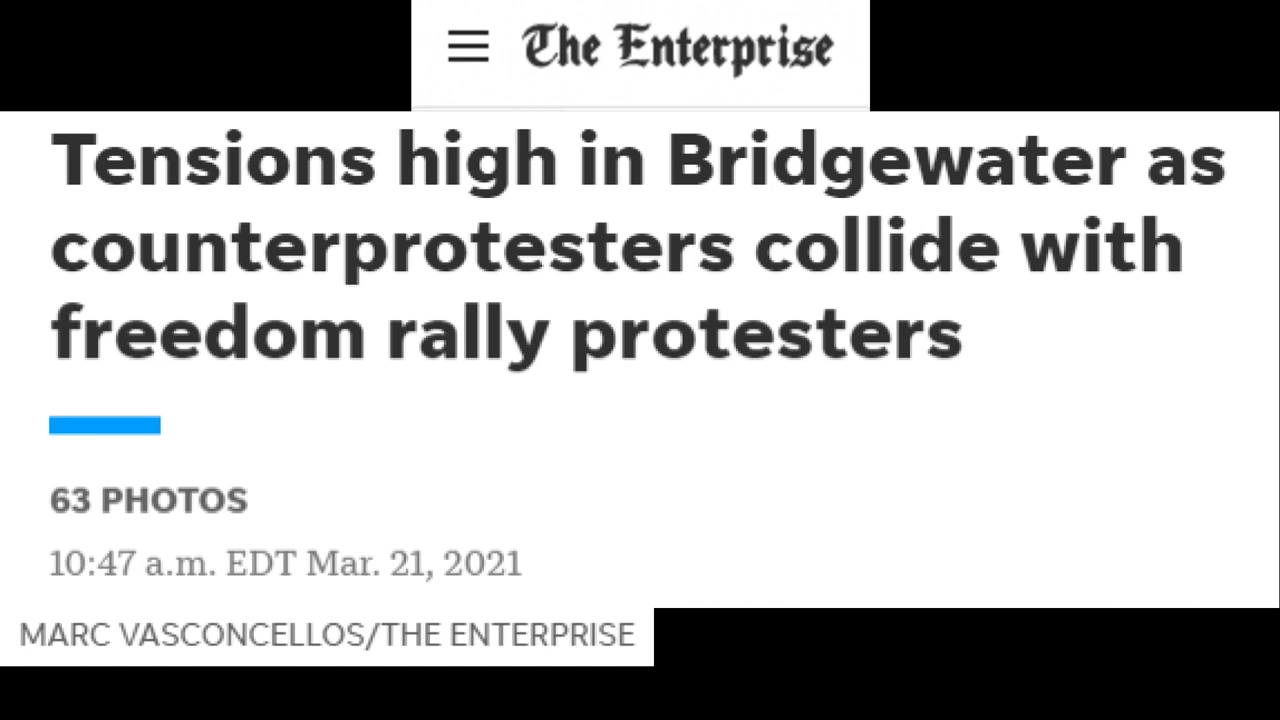 The Enterprise
Tensions high in Bridgewater as
counterprotesters collide with
freedom rally protesters
63 PHOTOS
10:47 a.m. EDT Mar. 21, 2021
MARC VASCONCELLOS/THE ENTERPRISE